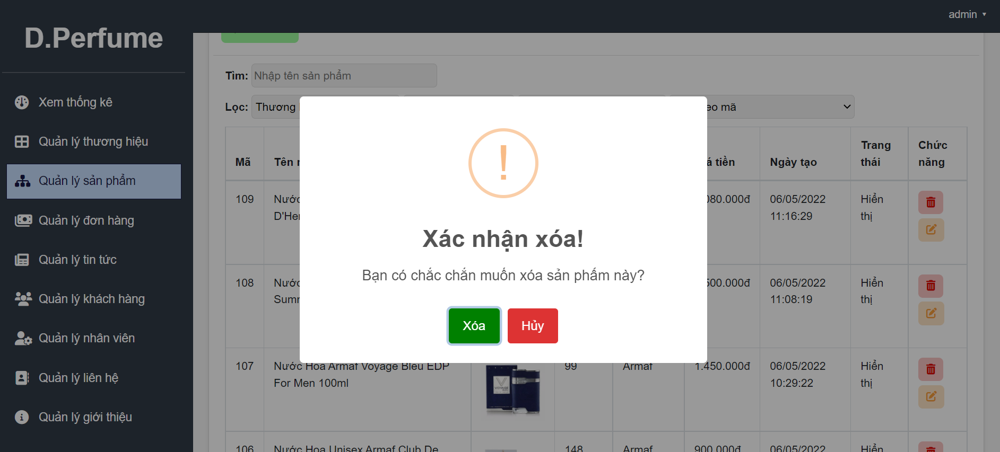 admin
D.Perfume
Xem thống kê
Quản lý thương hiệu
Quản lý sản phẩm
Quản lý đơn hàng
Quản lý tin tức
Quản lý khách hàng
Quản lý nhân viên
Quản lý liên hệ
Quản lý giới thiệu
Tìm: Nhập tên sản phẩm
Lọc: Thương mã
Mã Tên tiền Ngày tạo Trang thái Chức năng
109 Nước 080.000đ 06/05/2022 Hiển
11:16:29 thị
108 Nước 500.000đ 06/05/2022 Hiển
11:08:19 thị
!
Xác nhận xóa!
Bạn có chắc chắn muốn xóa sản phẩm này?
Xóa Hủy
107 Nước Hoa Armaf Voyage Bleu EDP 99 Armaf 1.450.000đ 06/05/2022 Hiển
For Men 100ml VOYAGE 10:29:22 thị
106 Nước Hoa Unisex Armaf Club De 148 Armaf 900.000đ 06/05/2022 Hiển